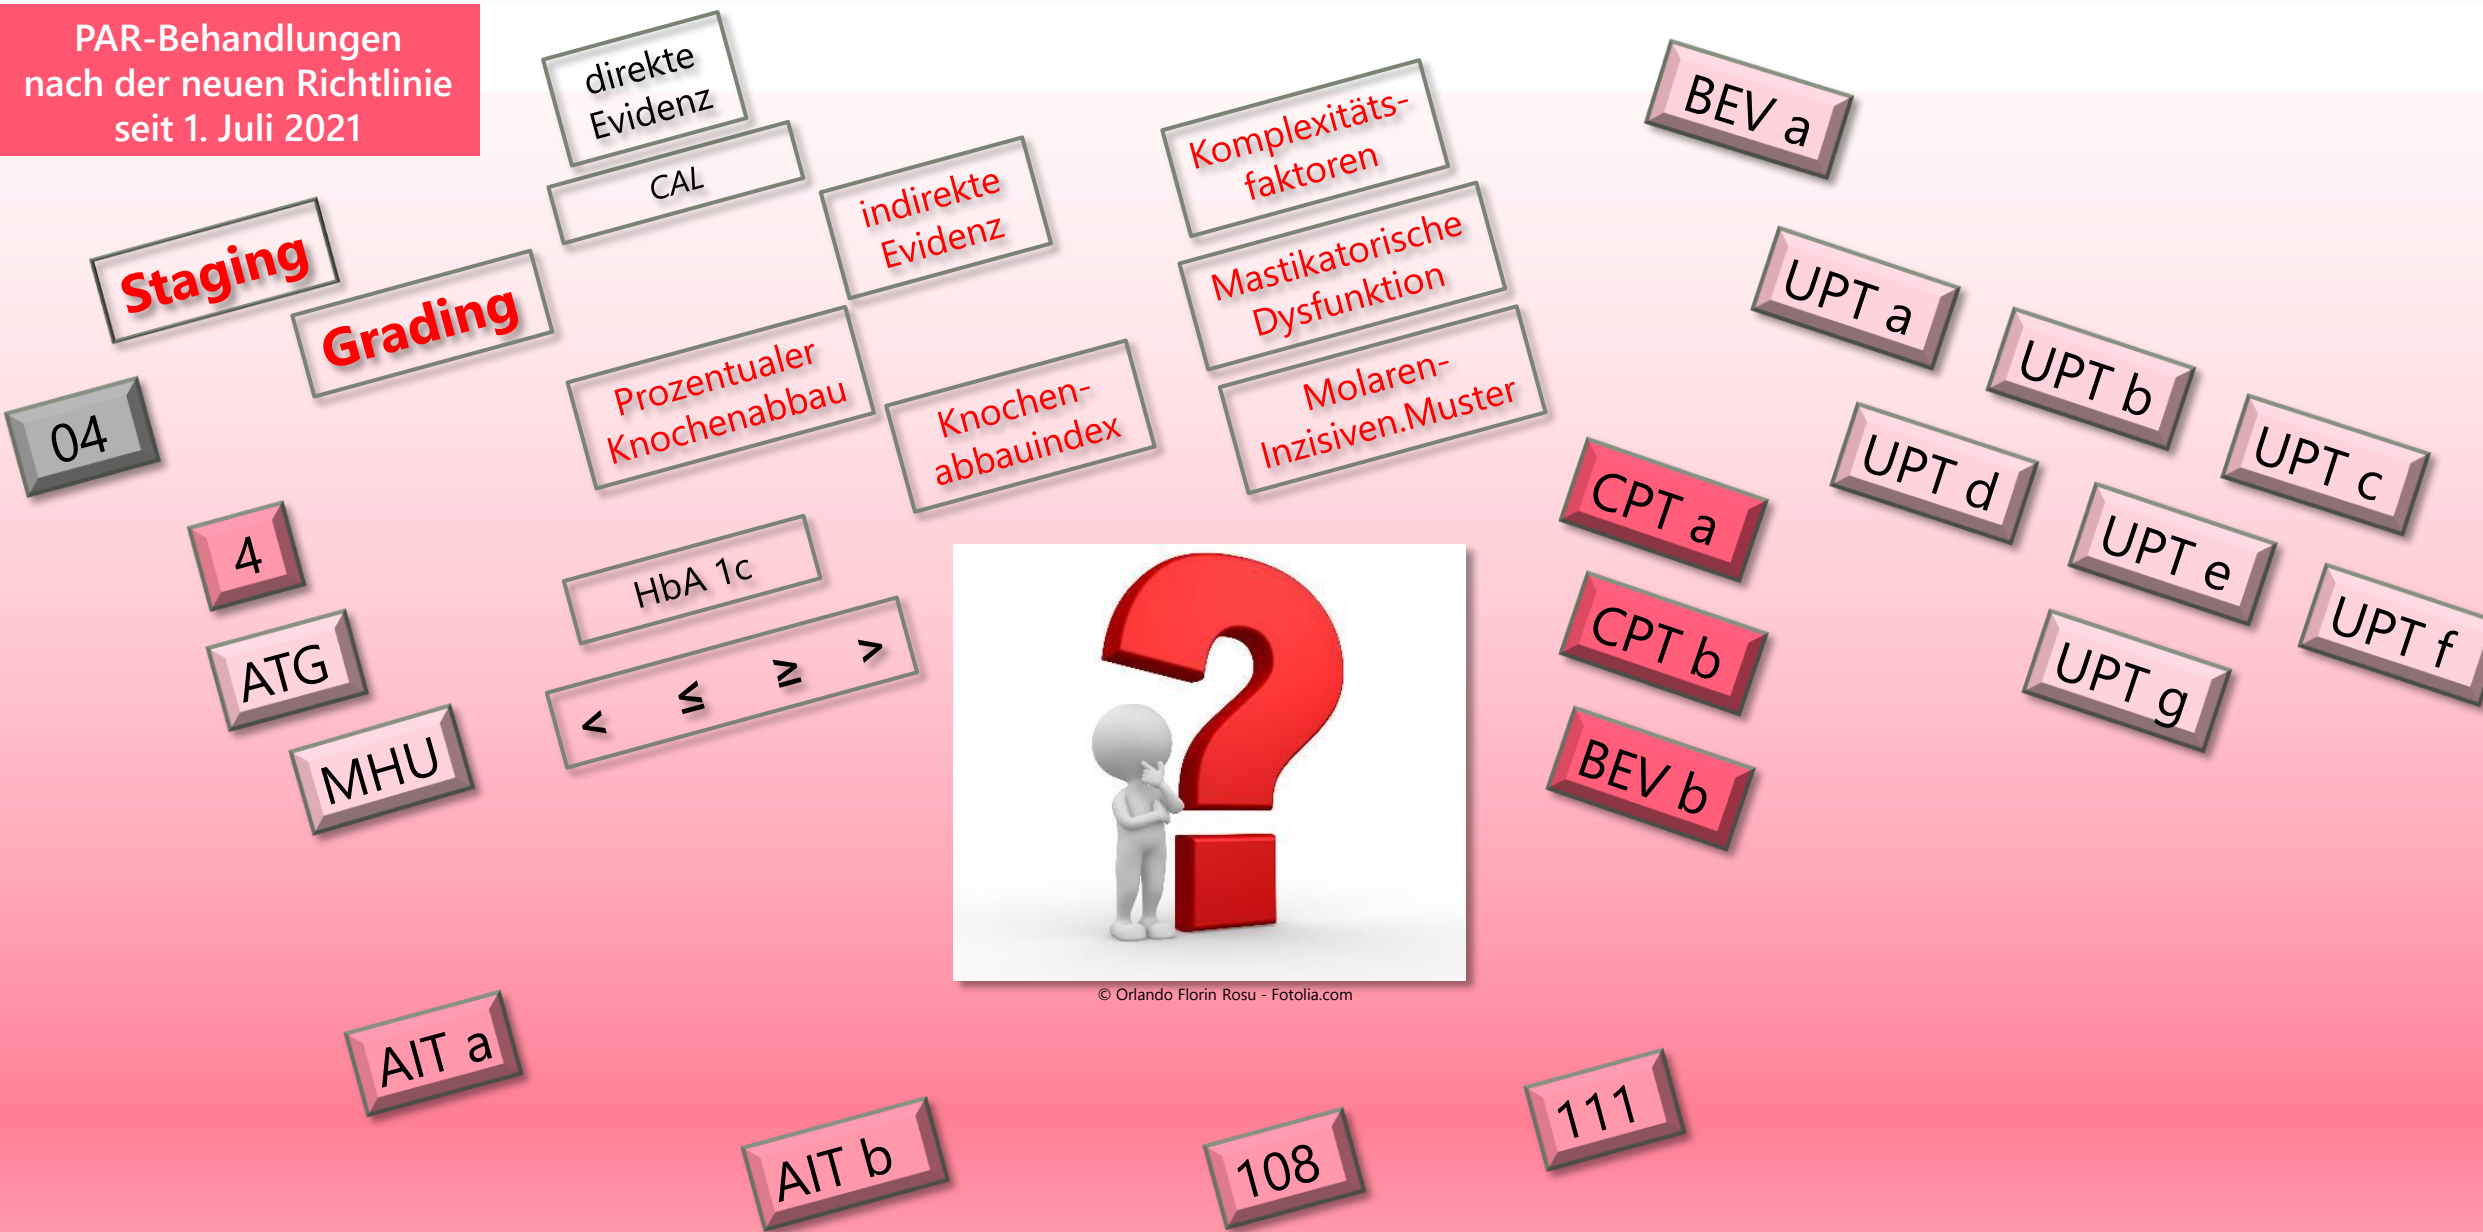 PAR-Behandlungen
nach der neuen Richtlinie
seit 1. Juli 2021
direkte
Evidenz
CAL
indirekte
Evidenz
Komplexitäts-
faktoren
Mastikatorische
Dysfunktion
Molaren-
Inzisiven.Muster
Staging
Grading
Prozentualer
Knochenabbau
Knochen-
abbauindex
04
4
ATG
MHU
HbA 1c
< ≤ ≥ >
BEV a
UPT a
UPT b
UPT c
UPT d
UPT e
UPT f
UPT g
CPT a
CPT b
BEV b
© Orlando Florin Rosu - Fotolia.com
AIT a
AIT b
108
111